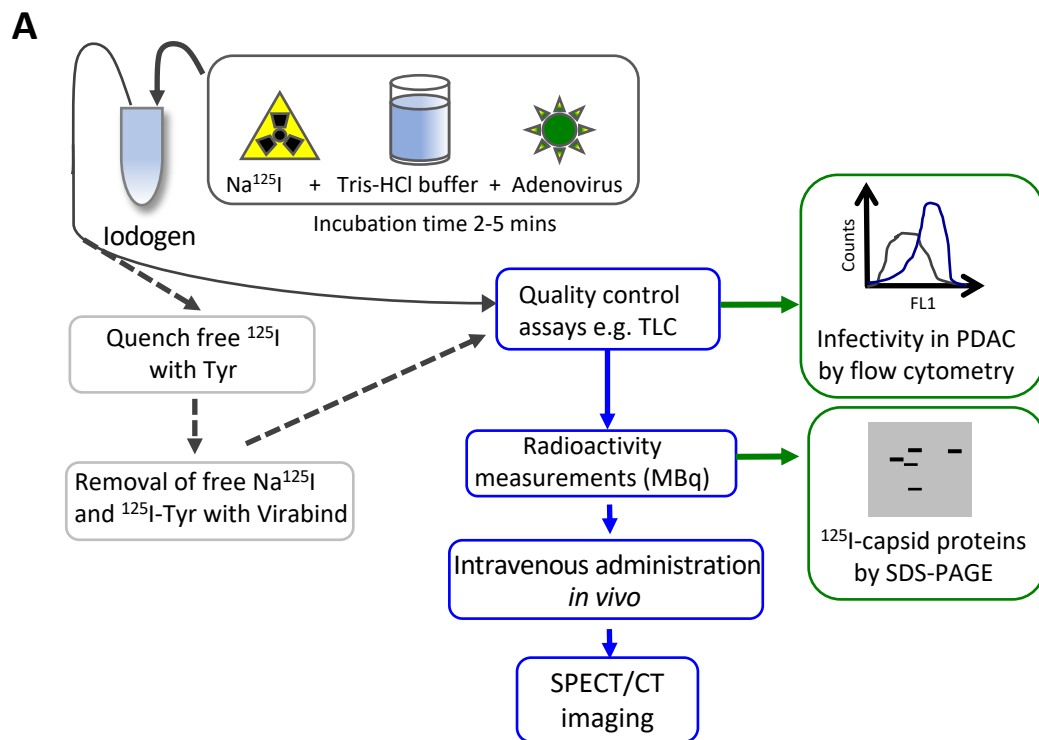 A
Na¹²⁵I + Tris-HCl buffer + Adenovirus
Incubation time 2-5 mins
Iodogen
Quench free ¹²⁵I
with Tyr
Removal of free Na¹²⁵I
and ¹²⁵I-Tyr with Virabind
Quality control
assays e.g. TLC
Radioactivity
measurements (MBq)
Intravenous administration
in vivo
SPECT/CT
imaging
Counts
FL1
Infectivity in PDAC
by flow cytometry
¹²⁵I-capsid proteins
by SDS-PAGE